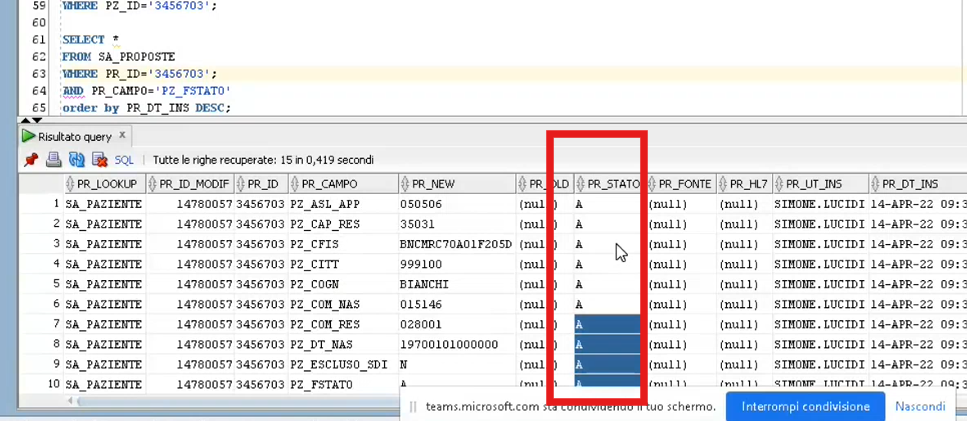 59 WHERE PZ_ID='3456703';
60
61 SELECT *
62 FROM SA_PROPOSTE
63 WHERE PR_ID='3456703';
64 AND PR_CAMPO='PZ_FSTATO'
65 order by PR_DT_INS DESC;
Risultato query
SQL Tutte le righe recuperate: 15 in 0,419 secondi
PR_LOOKUP PR_ID_MODIF PR_ID PR_CAMPO PR_NEW PR_OLD PR_STATO PR_FONTE PR_HL7 PR_UT_INS PR_DT_INS
1 SA_PAZIENTE 14780057 3456703 PZ_ASL_APP 050506 (null) A (null) (null) SIMONE.LUCIDI 14-APR-22 09:3
2 SA_PAZIENTE 14780057 3456703 PZ_CAP_RES 35031 (null) A (null) (null) SIMONE.LUCIDI 14-APR-22 09:3
3 SA_PAZIENTE 14780057 3456703 PZ_CFIS BNCMRC70A01F205D (null) A (null) (null) SIMONE.LUCIDI 14-APR-22 09:3
4 SA_PAZIENTE 14780057 3456703 PZ_CITT 999100 (null) A (null) (null) SIMONE.LUCIDI 14-APR-22 09:3
5 SA_PAZIENTE 14780057 3456703 PZ_COGN BIANCHI (null) A (null) (null) SIMONE.LUCIDI 14-APR-22 09:3
6 SA_PAZIENTE 14780057 3456703 PZ_COM_NAS 015146 (null) A (null) (null) SIMONE.LUCIDI 14-APR-22 09:3
7 SA_PAZIENTE 14780057 3456703 PZ_COM_RES 028001 (null) A (null) (null) SIMONE.LUCIDI 14-APR-22 09:3
8 SA_PAZIENTE 14780057 3456703 PZ_DT_NAS 19700101000000 (null) A (null) (null) SIMONE.LUCIDI 14-APR-22 09:3
9 SA_PAZIENTE 14780057 3456703 PZ_ESCLUSO_SDI N (null) A (null) (null) SIMONE.LUCIDI 14-APR-22 09:3
10 SA_PAZIENTE 14780057 3456703 PZ_FSTATO A (null) A (null) (null) SIMONE.LUCIDI 14-APR-22 09:3
teams.microsoft.com sta condividendo il tuo schermo. Interrompi condivisione Nascondi